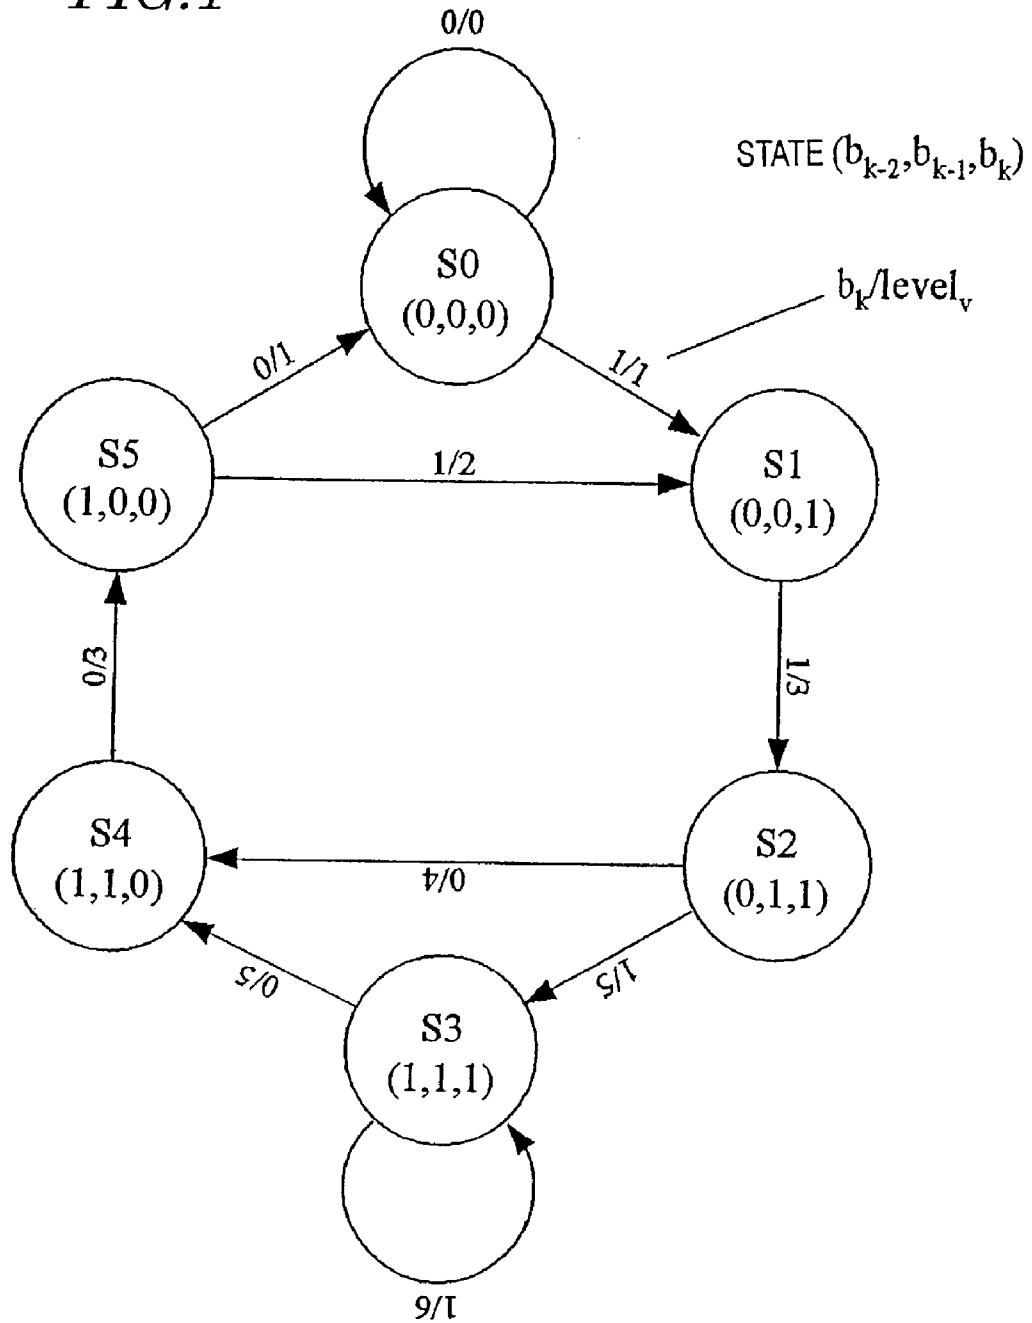 FIG.1
0/0
STATE (b_{k-2},b_{k-1},b_k)
S0
(0,0,0)
b_k/level_v
0/1
1/1
S5
(1,0,0)
1/2
S1
(0,0,1)
0/3
1/3
S4
(1,1,0)
0/4
S2
(0,1,1)
0/5
1/5
S3
(1,1,1)
1/6